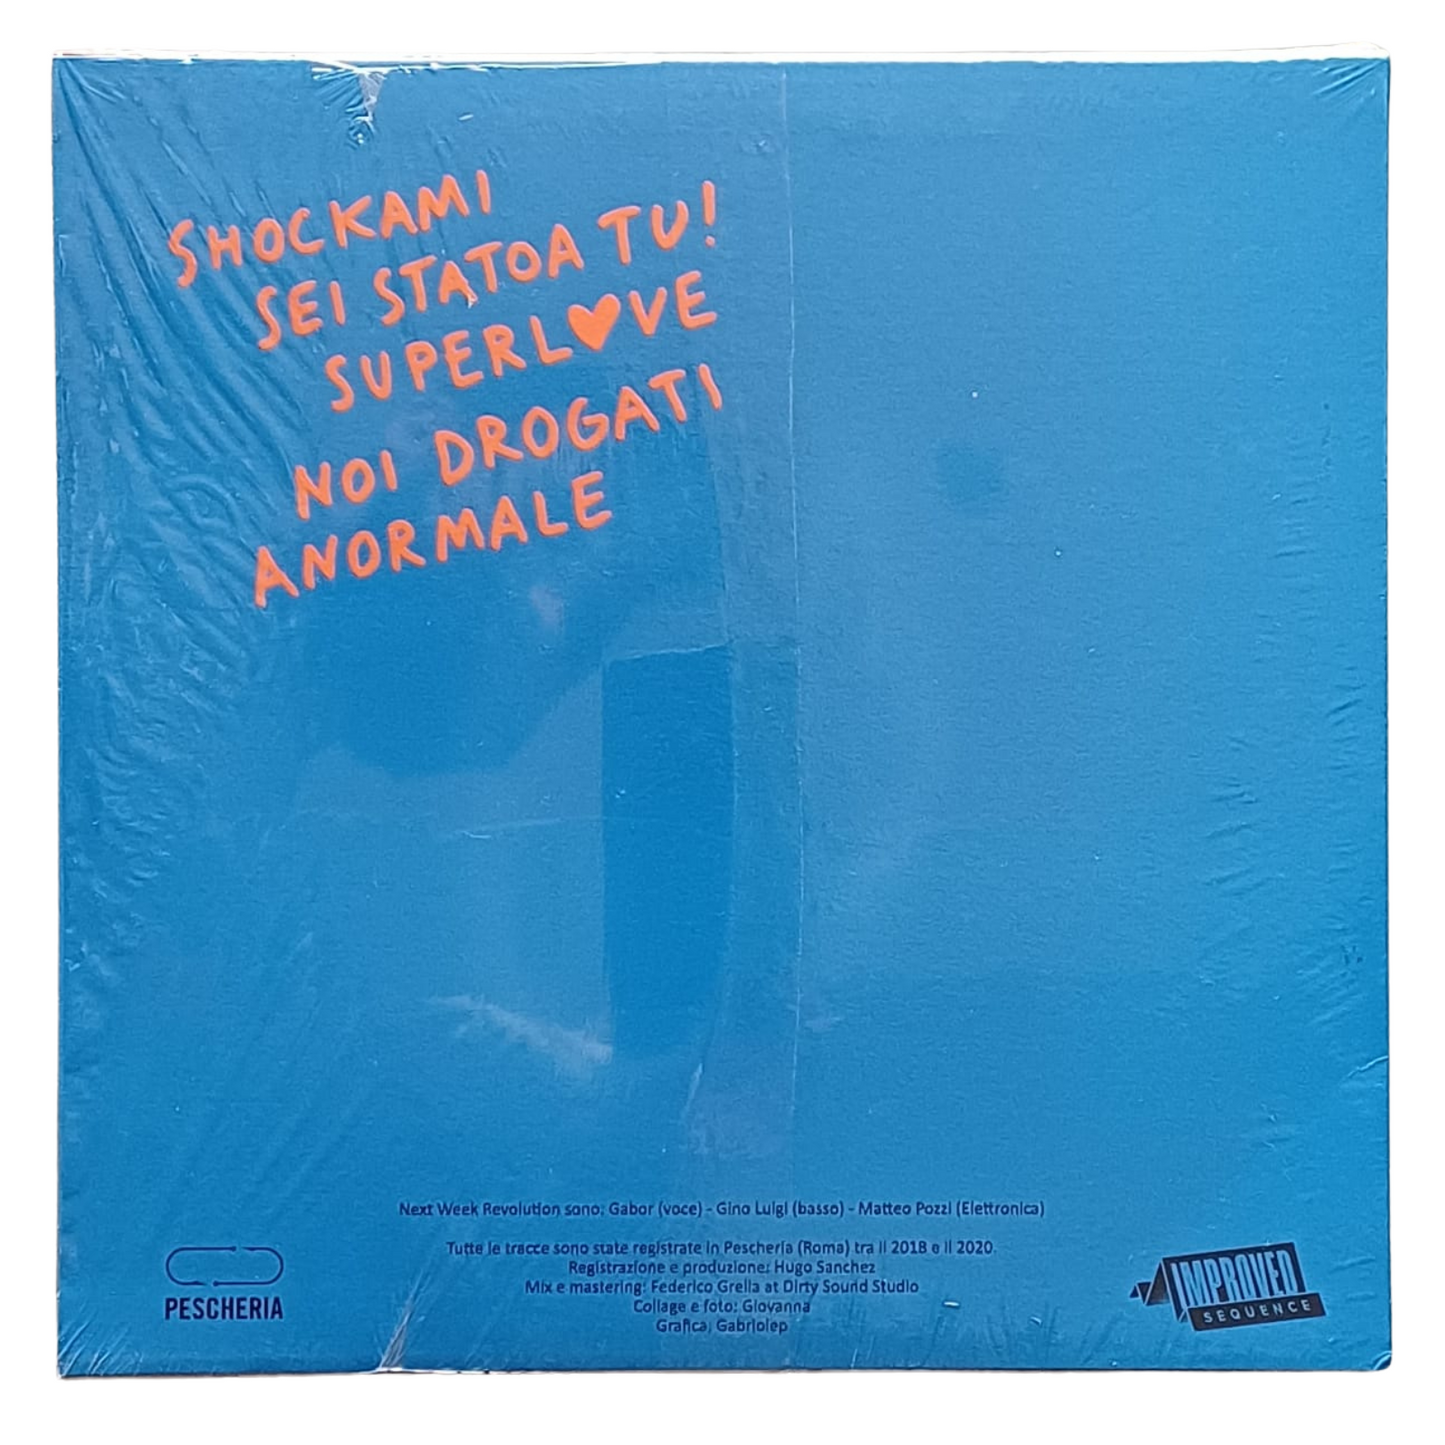 SHOCKAMI
SEI STATOA TU!
SUPERL♥VE
NOI DROGATI
ANORMALE
Next Week Revolution sono: Gabor (voce) - Gino Luigi (basso) - Matteo Pozzi (Elettronica)
Tutte le tracce sono state registrate in Pescheria (Roma) tra il 2018 e il 2020.
Registrazione e produzione: Hugo Sanchez
Mix e mastering: Federico Grella at Dirty Sound Studio
Collage e foto: Giovanna
Grafica: Gabriolep
PESCHERIA
IMPROVED
SEQUENCE